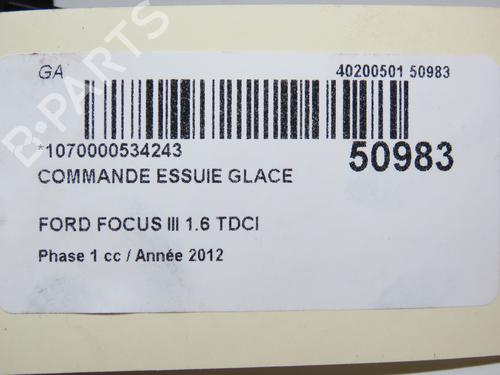 GA
40200501 50983
B-PARTS
*1070000534243
50983
COMMANDE ESSUIE GLACE
FORD FOCUS III 1.6 TDCI
Phase 1 cc / Année 2012